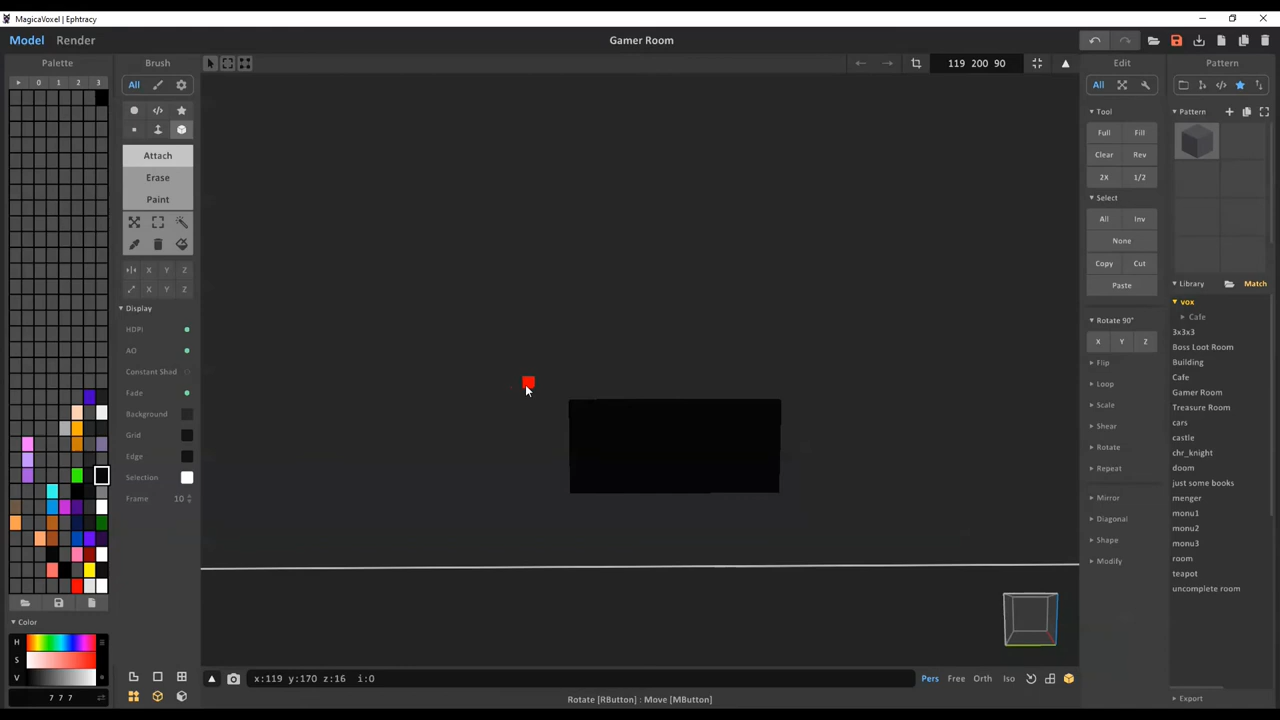 MagicaVoxel | Ephtracy
Model Render
Gamer Room
Palette
0 1 2 3
Brush
All
Attach
Erase
Paint
X Y Z
X Y Z
Display
HDPI
AO
Constant Shad
Fade
Background
Grid
Edge
Selection
Frame 10
Color
H
S
V
7 7 7
119 200 90
x:119 y:170 z:16 i:0
Pers Free Orth Iso
Rotate [RButton] : Move [MButton]
Edit
All
Tool
Full Fill
Clear Rev
2X 1/2
Select
All Inv
None
Copy Cut
Paste
Rotate 90°
X Y Z
Flip
Loop
Scale
Shear
Rotate
Repeat
Mirror
Diagonal
Shape
Modify
Pattern
Pattern
Library Match
vox
Cafe
3x3x3
Boss Loot Room
Building
Cafe
Gamer Room
Treasure Room
cars
castle
chr_knight
doom
just some books
menger
monu1
monu2
monu3
room
teapot
uncomplete room
Export